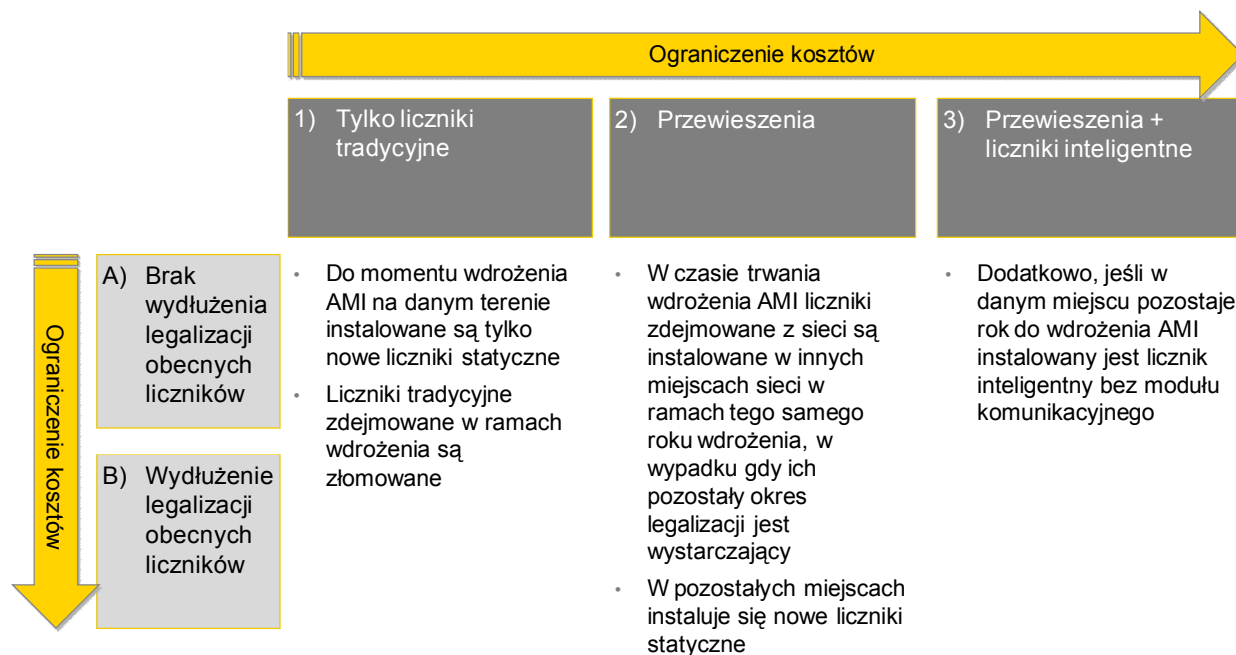 Ograniczenie kosztów
1) Tylko liczniki
tradycyjne
2) Przewieszenia
3) Przewieszenia +
liczniki inteligentne
Ograniczenie kosztów
A) Brak
wydłużenia
legalizacji
obecnych
liczników
B) Wydłużenie
legalizacji
obecnych
liczników
• Do momentu wdrożenia
AMI na danym terenie
instalowane są tylko
nowe liczniki statyczne
• Liczniki tradycyjne
zdejmowane w ramach
wdrożenia są
złomowane
• W czasie trwania
wdrożenia AMI liczniki
zdejmowane z sieci są
instalowane w innych
miejscach sieci w
ramach tego samego
roku wdrożenia, w
wypadku gdy ich
pozostały okres
legalizacji jest
wystarczający
• W pozostałych miejscach
instaluje się nowe liczniki
statyczne
• Dodatkowo, jeśli w
danym miejscu pozostaje
rok do wdrożenia AMI
instalowany jest licznik
inteligentny bez modułu
komunikacyjnego